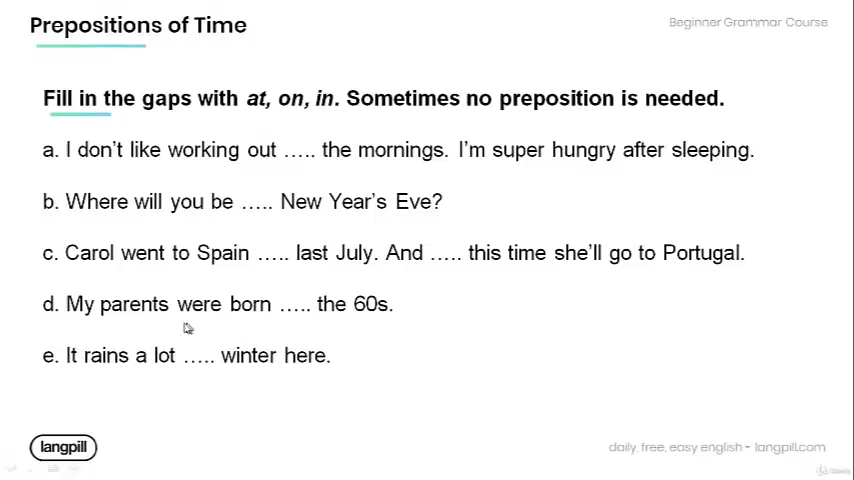 Prepositions of Time
Beginner Grammar Course
Fill in the gaps with at, on, in. Sometimes no preposition is needed.
a. I don't like working out ….. the mornings. I'm super hungry after sleeping.
b. Where will you be ….. New Year's Eve?
c. Carol went to Spain ….. last July. And ….. this time she'll go to Portugal.
d. My parents were born ….. the 60s.
e. It rains a lot ….. winter here.
langpill
daily, free, easy english - langpill.com
Udemy